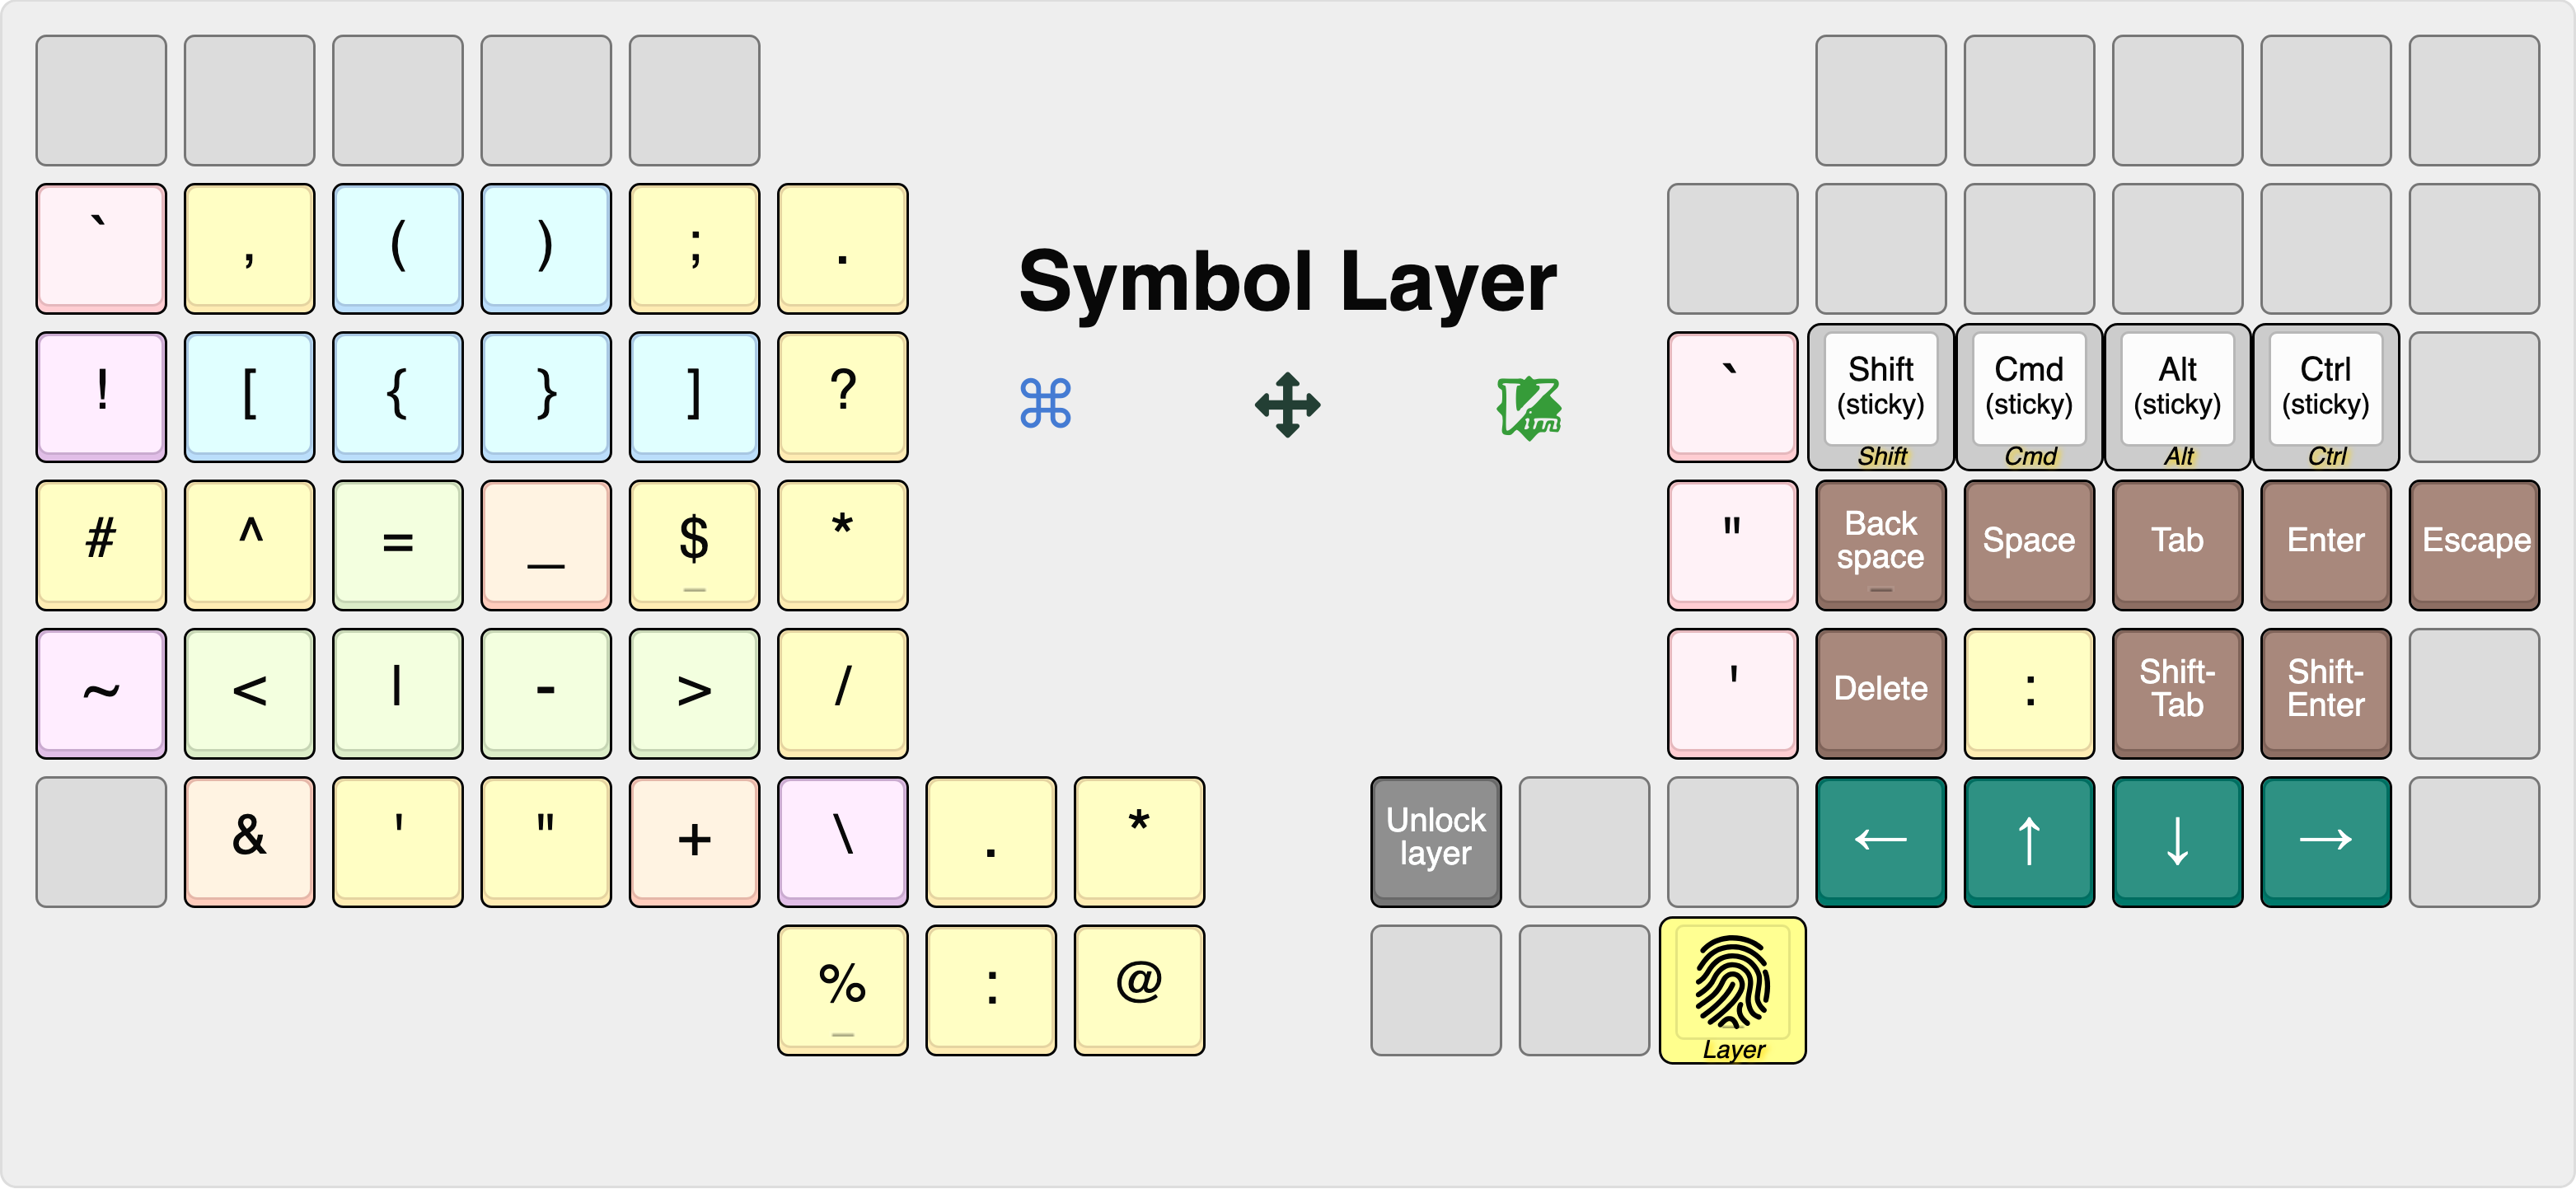 ` , ( ) ; .
Symbol Layer
! [ { } ] ?
` Shift (sticky) Cmd (sticky) Alt (sticky) Ctrl (sticky)
Shift Cmd Alt Ctrl
# ^ = _ $ *
" Back space Space Tab Enter Escape
~ < | - > /
' Delete : Shift-Tab Shift-Enter
& ' " + \ . *
Unlock layer ← ↑ ↓ →
% : @
Layer